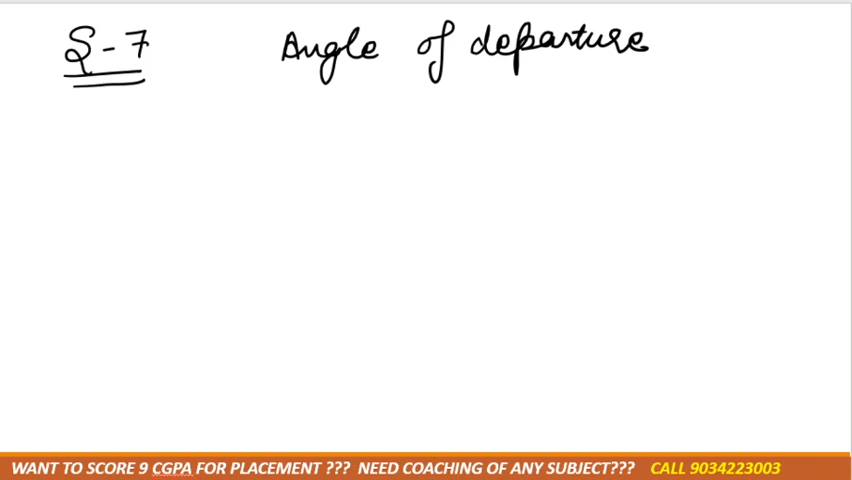 S-7 Angle of departure
WANT TO SCORE 9 CGPA FOR PLACEMENT ??? NEED COACHING OF ANY SUBJECT??? CALL 9034223003